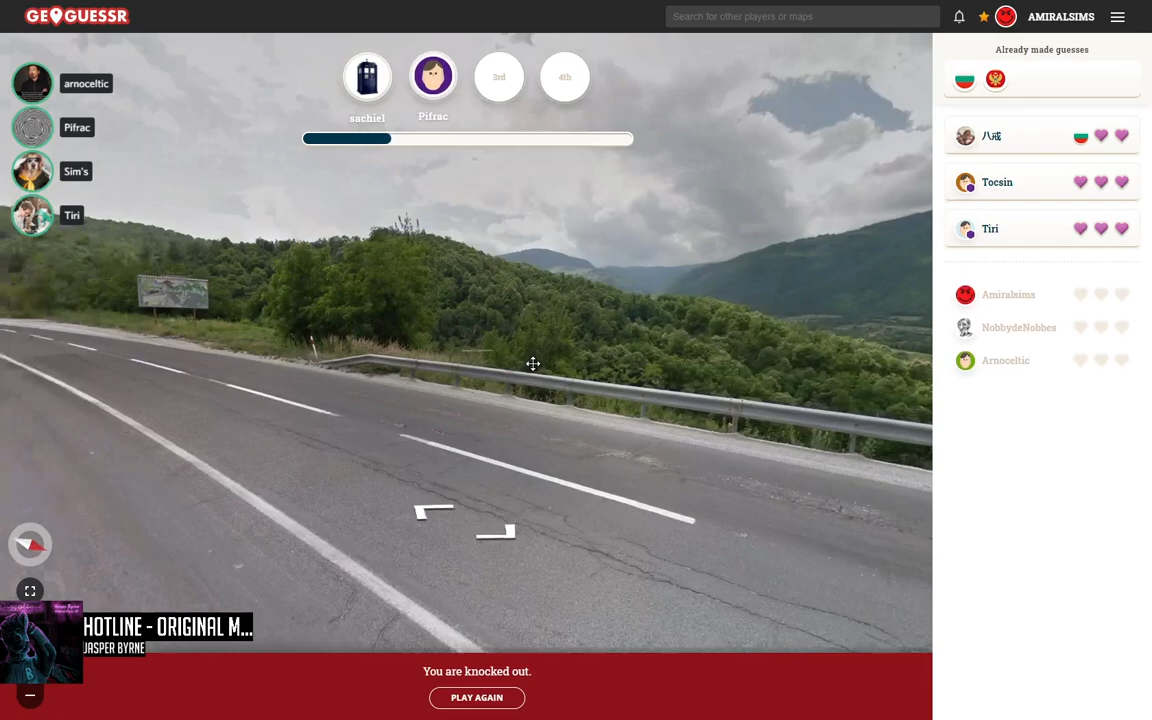 GEOGUESSR
Search for other players or maps
AMIRALSIMS
arnoceltic
Pifrac
Sim's
Tiri
sachiel
Pifrac
3rd
4th
Already made guesses
八戒
Tocsin
Tiri
Amiralsims
NobbydeNobbes
Arnoceltic
HOTLINE - ORIGINAL M...
JASPER BYRNE
You are knocked out.
PLAY AGAIN